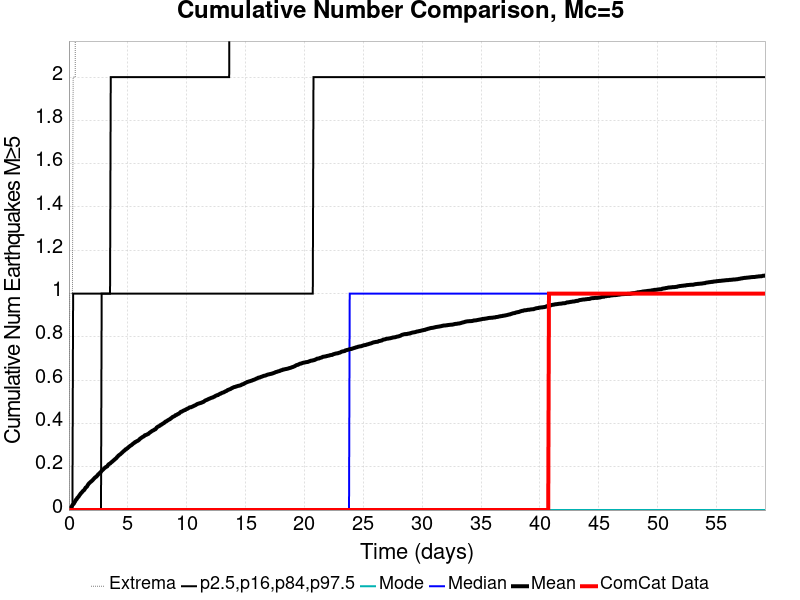 Cumulative Number Comparison, Mc=5
Cumulative Num Earthquakes M≥5
2
1.8
1.6
1.4
1.2
1
0.8
0.6
0.4
0.2
0
0 5 10 15 20 25 30 35 40 45 50 55
Time (days)
Extrema p2.5,p16,p84,p97.5 Mode Median Mean ComCat Data